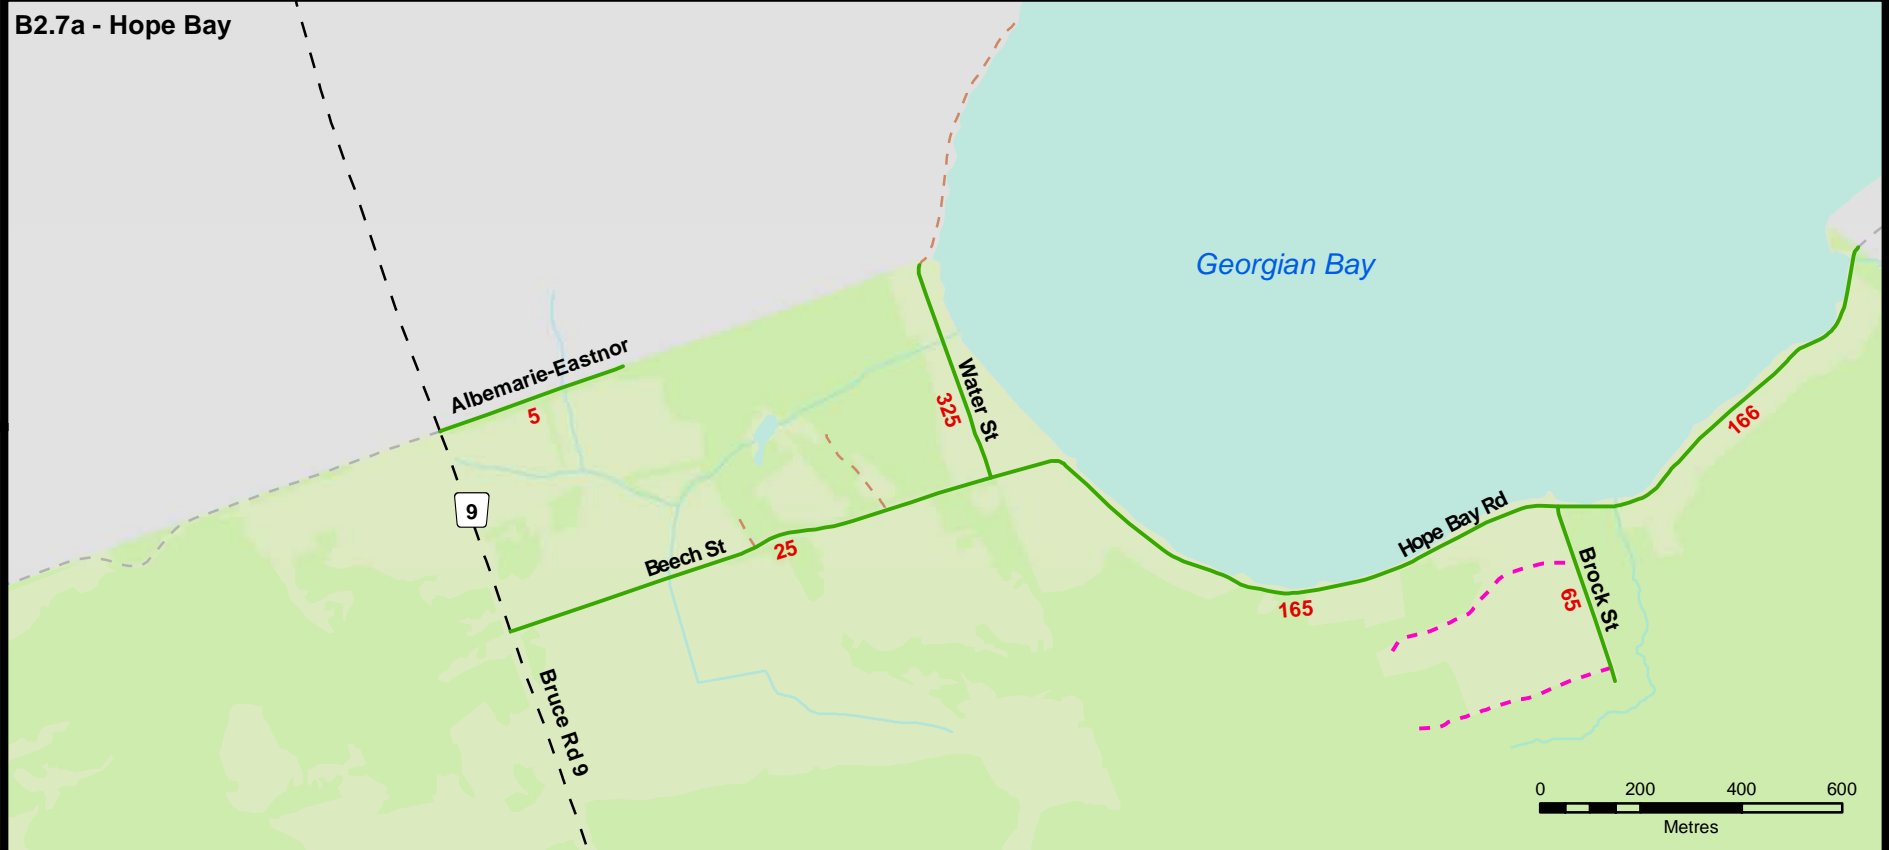 B2.7a - Hope Bay
Georgian Bay
Albemarie-Eastnor
5
Water St
325
9
Beech St
25
Hope Bay Rd
165
166
Brock St
65
Bruce Rd 9
0 200 400 600
Metres